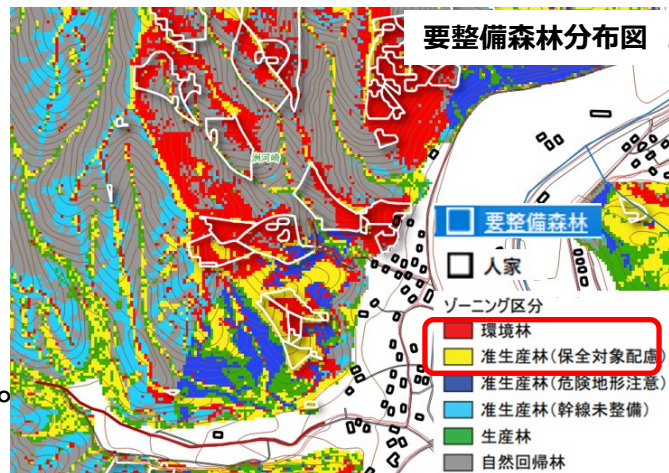 要整備森林分布図
洲河崎
要整備森林
人家
ゾーニング区分
環境林
准生産林(保全対象配慮)
准生産林(危険地形注意)
准生産林(幹線未整備)
生産林
自然回帰林
。